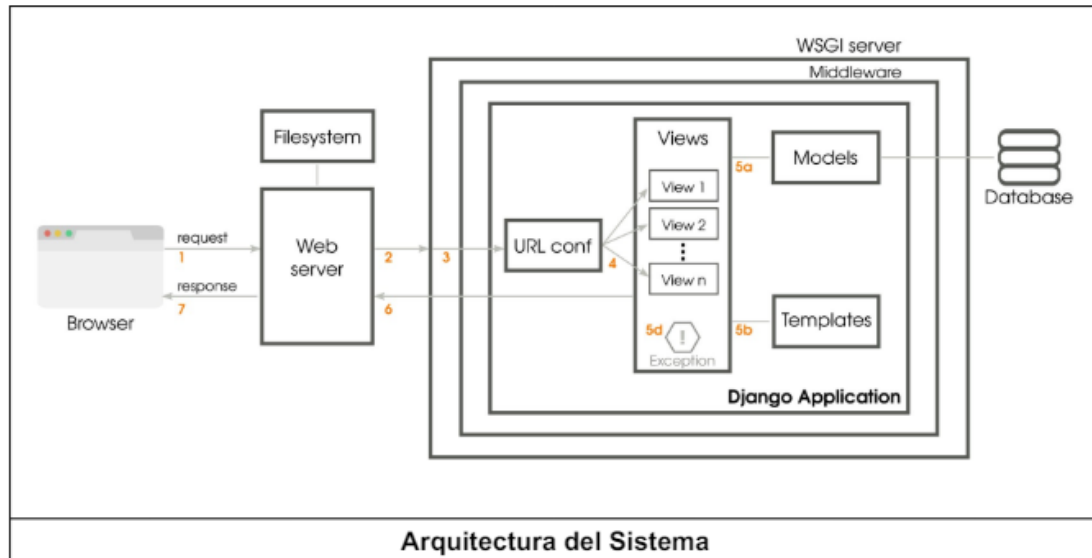 WSGI server
Middleware
Filesystem
Views
Models
5a
Database
View 1
request
1
Web
server
2
3
URL conf
View 2
4
View n
response
7
6
Browser
5d
Exception
5b
Templates
Django Application
Arquitectura del Sistema